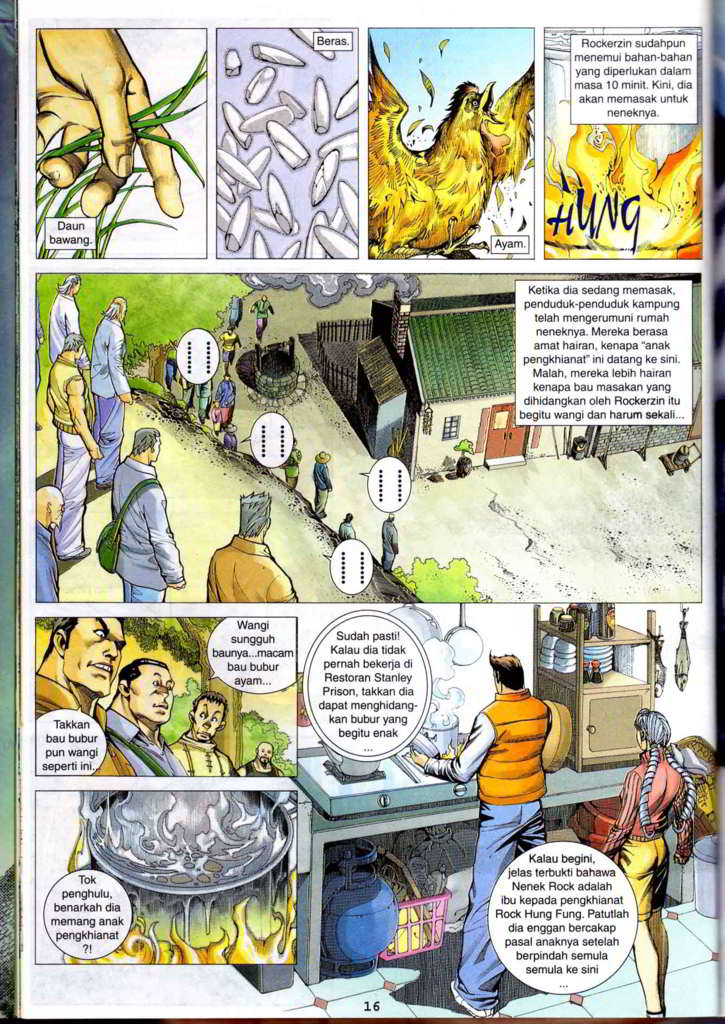 Daun
bawang.
Beras.
Ayam.
Rockerzin sudahpun
menemui bahan-bahan
yang diperlukan dalam
masa 10 minit. Kini, dia
akan memasak untuk
neneknya.
HUNG
Ketika dia sedang memasak,
penduduk-penduduk kampung
telah mengerumuni rumah
neneknya. Mereka berasa
amat hairan, kenapa "anak
pengkhianat" ini datang ke sini.
Malah, mereka lebih hairan
kenapa bau masakan yang
dihidangkan oleh Rockerzin itu
begitu wangi dan harum sekali...
Wangi
sungguh
baunya...macam
bau bubur
ayam...
Takkan
bau bubur
pun wangi
seperti ini...
Sudah pasti!
Kalau dia tidak
pernah bekerja di
Restoran Stanley
Prison, takkan dia
dapat menghidang-
kan bubur yang
begitu enak
...
Tok
penghulu,
benarkah dia
memang anak
pengkhianat
?!
Kalau begini,
jelas terbukti bahawa
Nenek Rock adalah
ibu kepada pengkhianat
Rock Hung Fung. Patutlah
dia enggan bercakap
pasal anaknya setelah
berpindah semula
semula ke sini
...
16